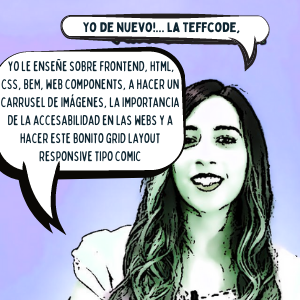 YO DE NUEVO!... LA TEFFCODE,
YO LE ENSEÑE SOBRE FRONTEND, HTML,
CSS, BEM, WEB COMPONENTS, A HACER UN
CARRUSEL DE IMÁGENES, LA IMPORTANCIA
DE LA ACCESABILIDAD EN LAS WEBS Y A
HACER ESTE BONITO GRID LAYOUT
RESPONSIVE TIPO COMIC